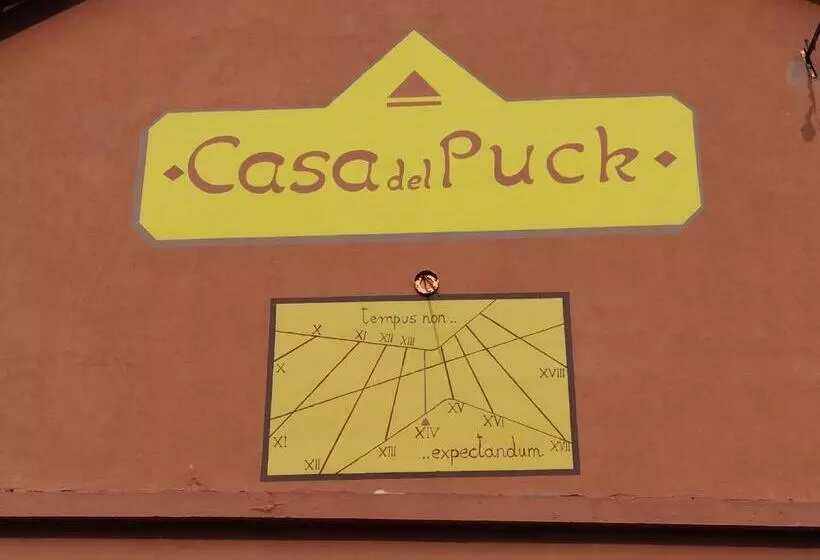 Casa del Puck
tempus non..
X XI XII XIII
X XI XII XIII XIV XV XVI XVII XVIII
..expectandum